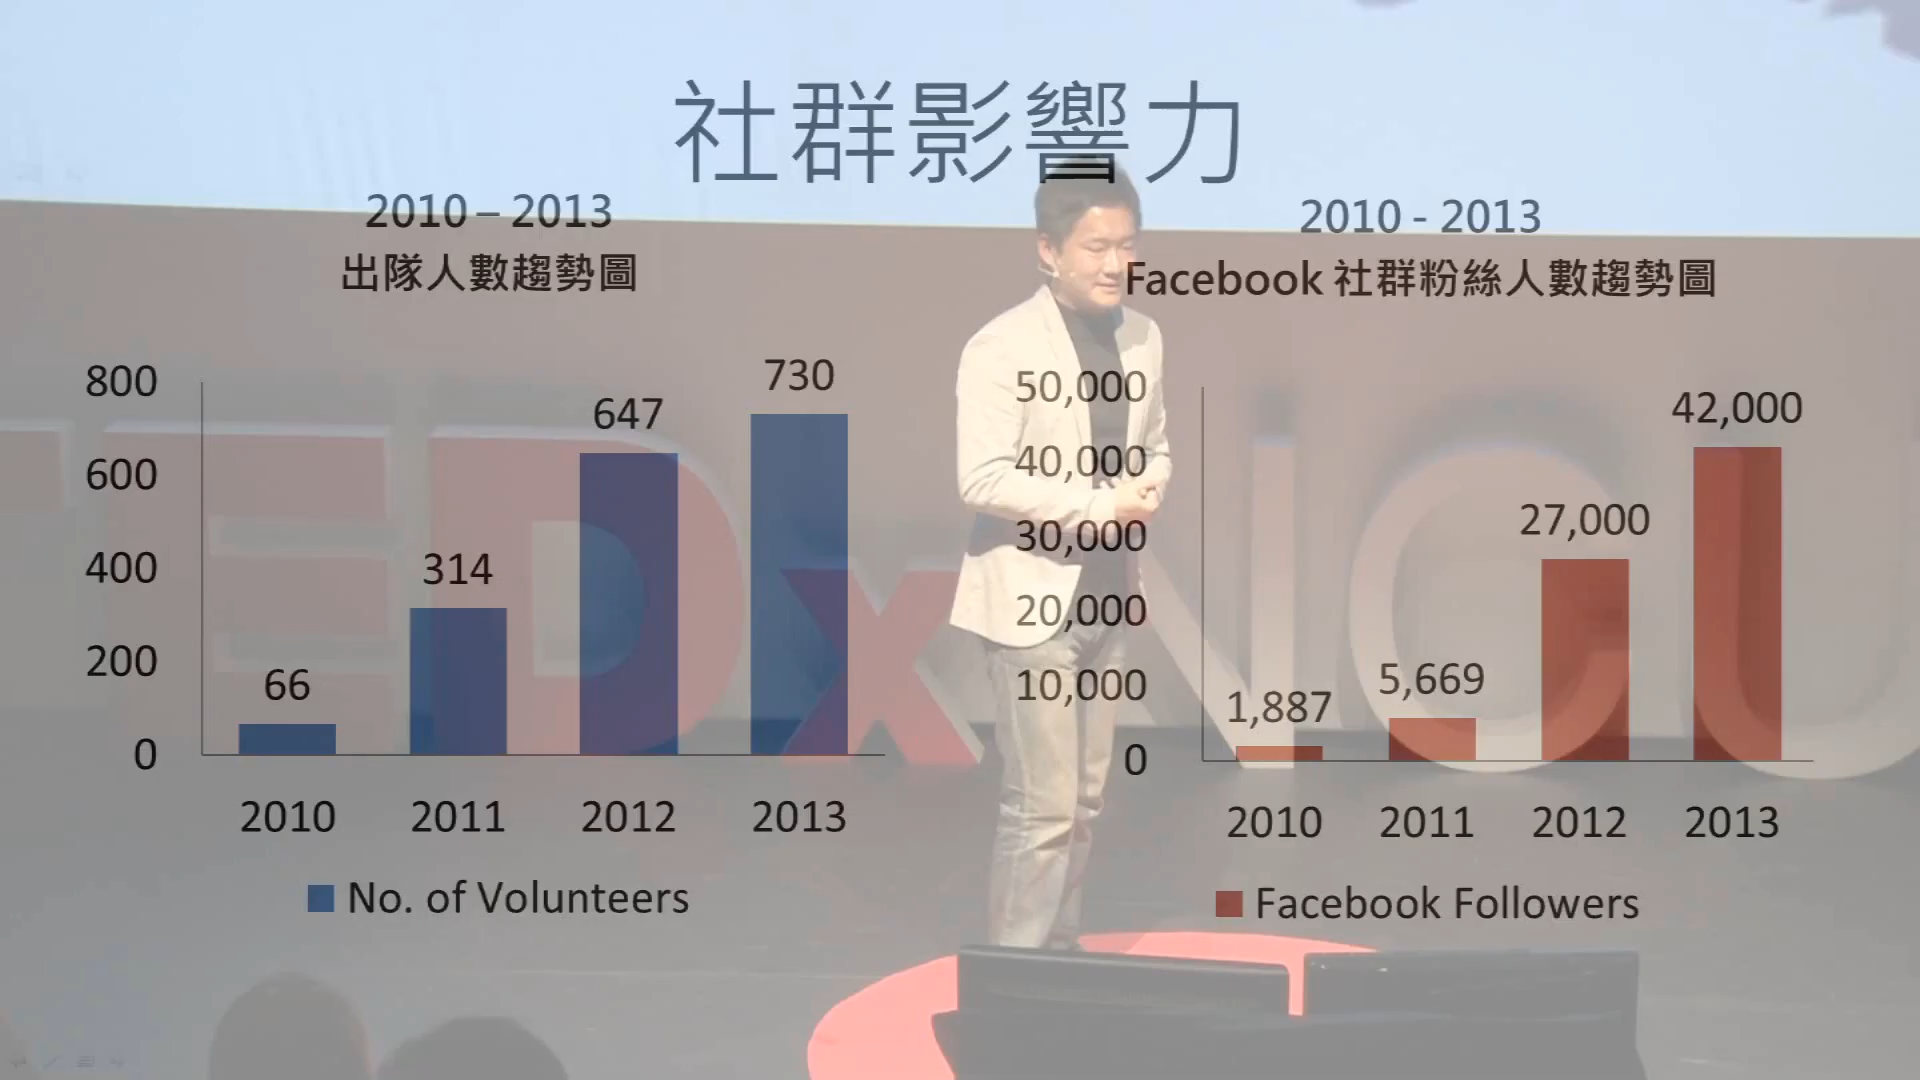 社群影響力
2010 – 2013
出隊人數趨勢圖
800
600
400
200
0
66
314
647
730
2010 2011 2012 2013
No. of Volunteers
2010 - 2013
Facebook 社群粉絲人數趨勢圖
50,000
40,000
30,000
20,000
10,000
0
1,887
5,669
27,000
42,000
2010 2011 2012 2013
Facebook Followers
TEDxNCU